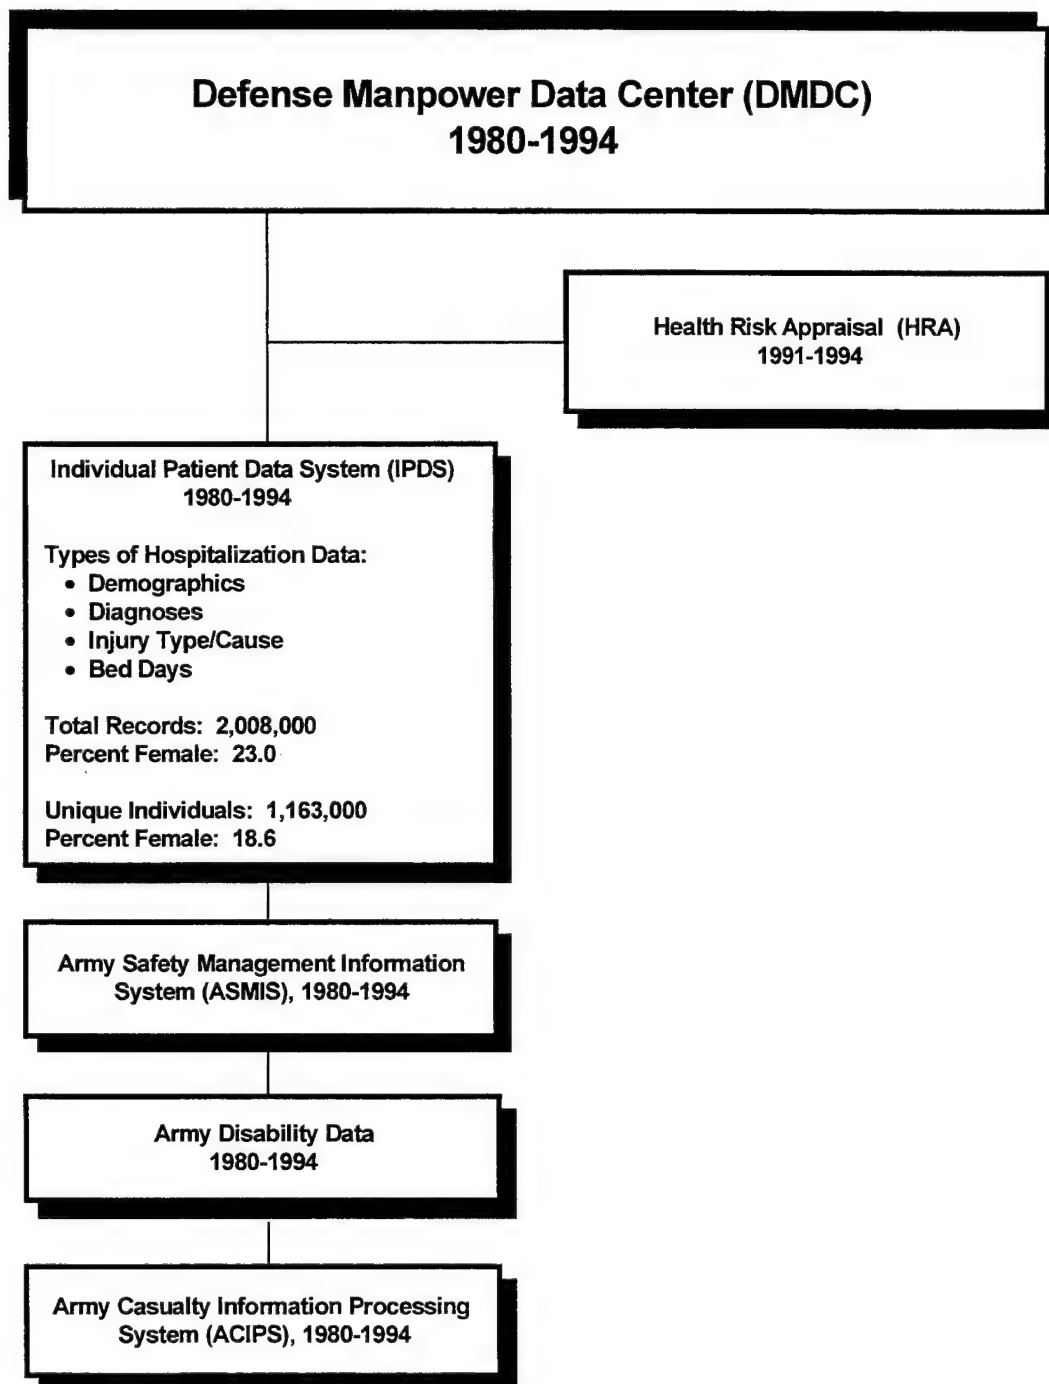 Defense Manpower Data Center (DMDC)
1980-1994
Health Risk Appraisal (HRA)
1991-1994
Individual Patient Data System (IPDS)
1980-1994
Types of Hospitalization Data:
• Demographics
• Diagnoses
• Injury Type/Cause
• Bed Days
Total Records: 2,008,000
Percent Female: 23.0
Unique Individuals: 1,163,000
Percent Female: 18.6
Army Safety Management Information
System (ASMIS), 1980-1994
Army Disability Data
1980-1994
Army Casualty Information Processing
System (ACIPS), 1980-1994